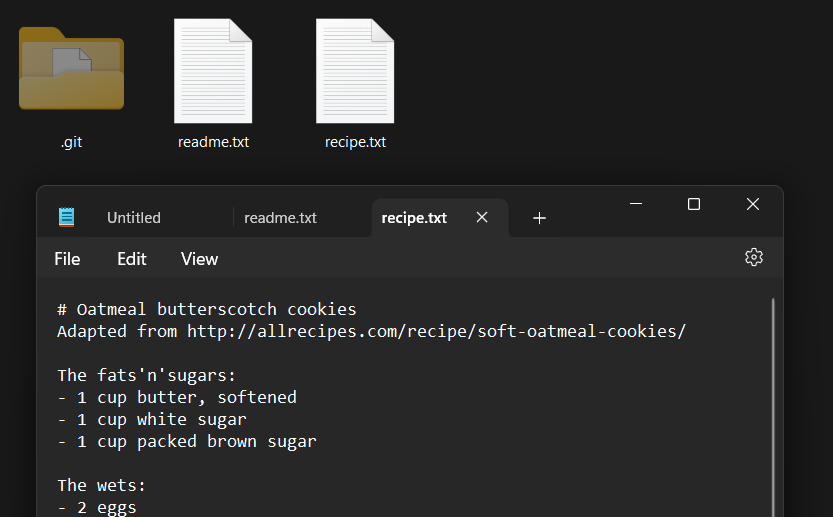 .git
readme.txt
recipe.txt
Untitled
readme.txt
recipe.txt
File
Edit
View
# Oatmeal butterscotch cookies
Adapted from http://allrecipes.com/recipe/soft-oatmeal-cookies/
The fats'n'sugars:
- 1 cup butter, softened
- 1 cup white sugar
- 1 cup packed brown sugar
The wets:
- 2 eggs